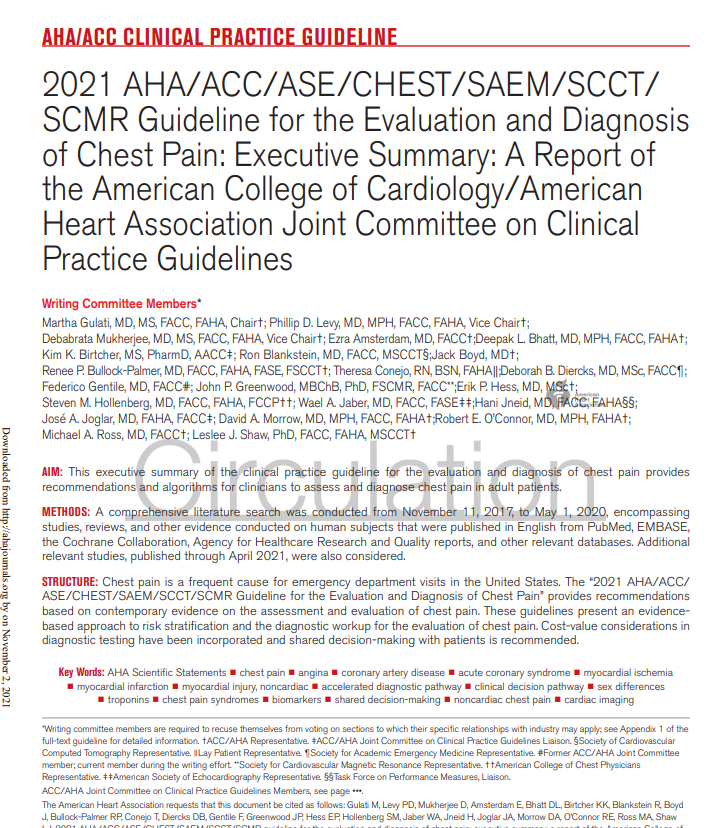 AHA/ACC CLINICAL PRACTICE GUIDELINE
2021 AHA/ACC/ASE/CHEST/SAEM/SCCT/
SCMR Guideline for the Evaluation and Diagnosis
of Chest Pain: Executive Summary: A Report of
the American College of Cardiology/American
Heart Association Joint Committee on Clinical
Practice Guidelines
Writing Committee Members*
Martha Gulati, MD, MS, FACC, FAHA, Chair†; Phillip D. Levy, MD, MPH, FACC, FAHA, Vice Chair†;
Debabrata Mukherjee, MD, MS, FACC, FAHA, Vice Chair†; Ezra Amsterdam, MD, FACC†;Deepak L. Bhatt, MD, MPH, FACC, FAHA†;
Kim K. Birtcher, MS, PharmD, AACC‡; Ron Blankstein, MD, FACC, MSCCT§;Jack Boyd, MD†;
Renee P. Bullock-Palmer, MD, FACC, FAHA, FASE, FSCCT†; Theresa Conejo, RN, BSN, FAHA||;Deborah B. Diercks, MD, MSc, FACC¶;
Federico Gentile, MD, FACC#; John P. Greenwood, MBChB, PhD, FSCMR, FACC**;Erik P. Hess, MD, MSc†;
Steven M. Hollenberg, MD, FACC, FAHA, FCCP††; Wael A. Jaber, MD, FACC, FASE‡‡;Hani Jneid, MD, FACC, FAHA§§;
José A. Joglar, MD, FAHA, FACC‡; David A. Morrow, MD, MPH, FACC, FAHA†;Robert E. O'Connor, MD, MPH, FAHA†;
Michael A. Ross, MD, FACC†; Leslee J. Shaw, PhD, FACC, FAHA, MSCCT†
American
Circulation
AIM: This executive summary of the clinical practice guideline for the evaluation and diagnosis of chest pain provides
recommendations and algorithms for clinicians to assess and diagnose chest pain in adult patients.
METHODS: A comprehensive literature search was conducted from November 11, 2017, to May 1, 2020, encompassing
studies, reviews, and other evidence conducted on human subjects that were published in English from PubMed, EMBASE,
the Cochrane Collaboration, Agency for Healthcare Research and Quality reports, and other relevant databases. Additional
relevant studies, published through April 2021, were also considered.
STRUCTURE: Chest pain is a frequent cause for emergency department visits in the United States. The “2021 AHA/ACC/
ASE/CHEST/SAEM/SCCT/SCMR Guideline for the Evaluation and Diagnosis of Chest Pain” provides recommendations
based on contemporary evidence on the assessment and evaluation of chest pain. These guidelines present an evidence-
based approach to risk stratification and the diagnostic workup for the evaluation of chest pain. Cost-value considerations in
diagnostic testing have been incorporated and shared decision-making with patients is recommended.
Key Words: AHA Scientific Statements ■ chest pain ■ angina ■ coronary artery disease ■ acute coronary syndrome ■ myocardial ischemia
■ myocardial infarction ■ myocardial injury, noncardiac ■ accelerated diagnostic pathway ■ clinical decision pathway ■ sex differences
■ troponins ■ chest pain syndromes ■ biomarkers ■ shared decision-making ■ noncardiac chest pain ■ cardiac imaging
*Writing committee members are required to recuse themselves from voting on sections to which their specific relationships with industry may apply; see Appendix 1 of the
full-text guideline for detailed information. †ACC/AHA Representative. ‡ACC/AHA Joint Committee on Clinical Practice Guidelines Liaison. §Society of Cardiovascular
Computed Tomography Representative. ||Lay Patient Representative. ¶Society for Academic Emergency Medicine Representative. #Former ACC/AHA Joint Committee
member; current member during the writing effort. **Society for Cardiovascular Magnetic Resonance Representative. ††American College of Chest Physicians
Representative. ‡‡American Society of Echocardiography Representative. §§Task Force on Performance Measures, Liaison.
ACC/AHA Joint Committee on Clinical Practice Guidelines Members, see page •••.
The American Heart Association requests that this document be cited as follows: Gulati M, Levy PD, Mukherjee D, Amsterdam E, Bhatt DL, Birtcher KK, Blankstein R, Boyd
J, Bullock-Palmer RP, Conejo T, Diercks DB, Gentile F, Greenwood JP, Hess EP, Hollenberg SM, Jaber WA, Jneid H, Joglar JA, Morrow DA, O'Connor RE, Ross MA, Shaw
Downloaded from http://ahajournals.org by on November 2, 2021